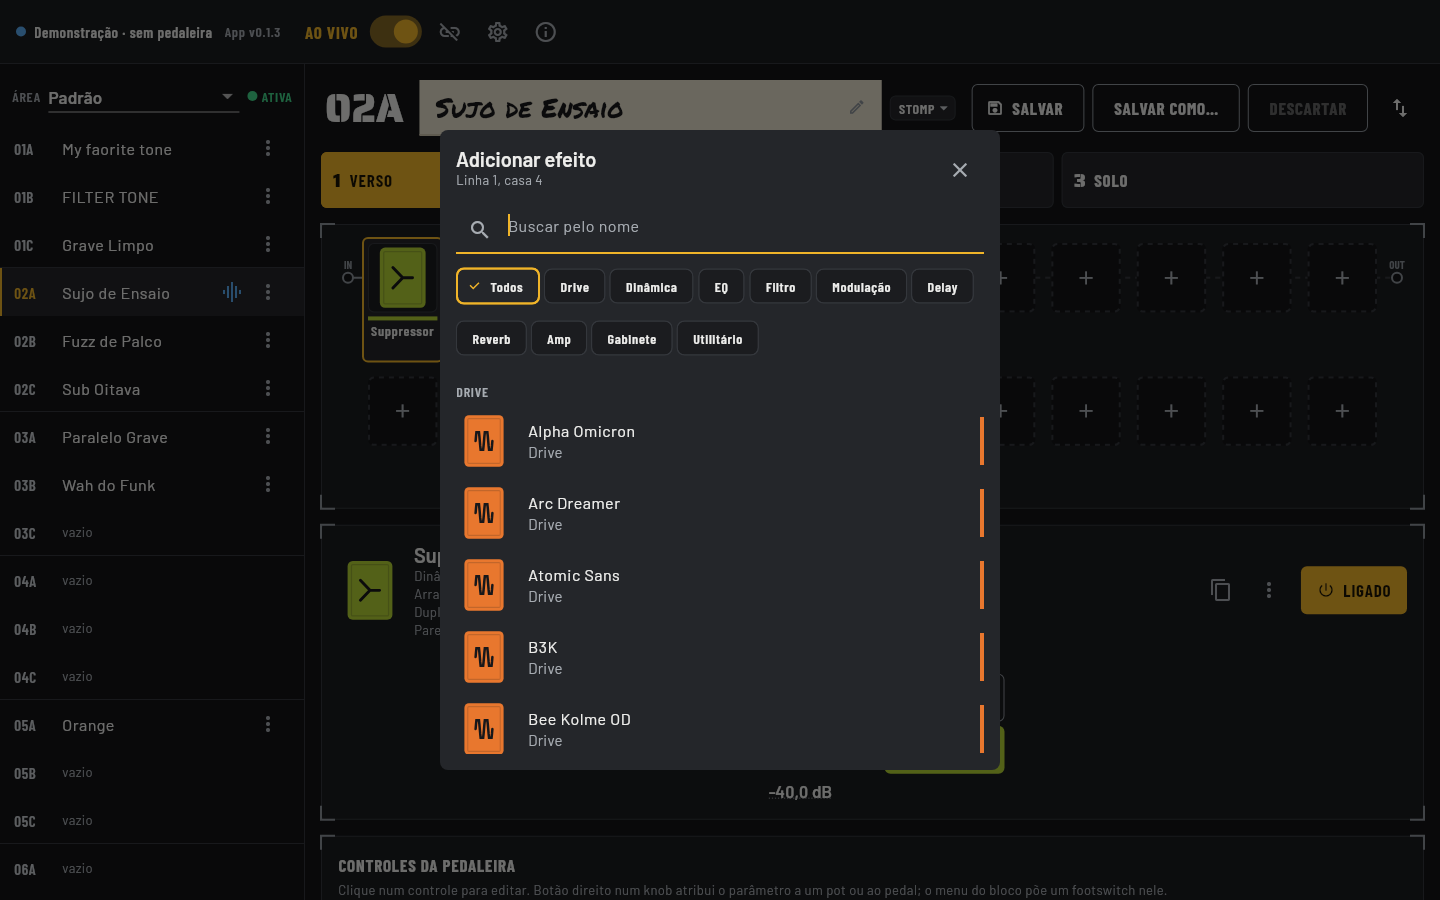 Demonstração · sem pedaleira App v0.1.3 AO VIVO
ÁREA Padrão ATIVA
01A My faorite tone
01B FILTER TONE
01C Grave Limpo
02A Sujo de Ensaio
02B Fuzz de Palco
02C Sub Oitava
03A Paralelo Grave
03B Wah do Funk
03C vazio
04A vazio
04B vazio
04C vazio
05A Orange
05B vazio
05C vazio
06A vazio
02A Sujo de Ensaio STOMP SALVAR SALVAR COMO... DESCARTAR
1 VERSO
3 SOLO
IN
OUT
Suppressor
Adicionar efeito
Linha 1, casa 4
Buscar pelo nome
Todos Drive Dinâmica EQ Filtro Modulação Delay
Reverb Amp Gabinete Utilitário
DRIVE
Alpha Omicron
Drive
Arc Dreamer
Drive
Atomic Sans
Drive
B3K
Drive
Bee Kolme OD
Drive
LIGADO
-40,0 dB
CONTROLES DA PEDALEIRA
Clique num controle para editar. Botão direito num knob atribui o parâmetro a um pot ou ao pedal; o menu do bloco põe um footswitch nele.